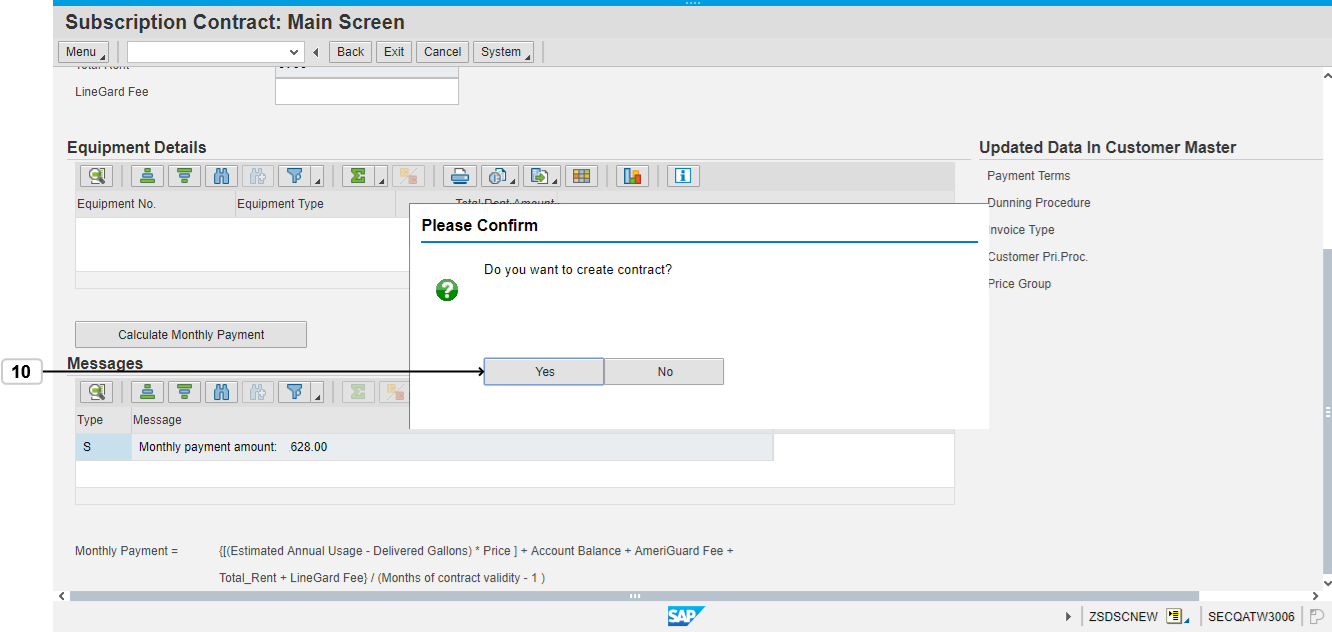 Subscription Contract: Main Screen
Menu Back Exit Cancel System
Total Rent
LineGard Fee
Equipment Details
Updated Data In Customer Master
Payment Terms
Equipment No. Equipment Type Total Rent Amount
Dunning Procedure
Please Confirm
Invoice Type
Customer Pri.Proc.
Do you want to create contract?
Price Group
Calculate Monthly Payment
Messages
10
Yes No
Type Message
S Monthly payment amount: 628.00
Monthly Payment = {[(Estimated Annual Usage - Delivered Gallons) * Price ] + Account Balance + AmeriGuard Fee +
Total_Rent + LineGard Fee} / (Months of contract validity - 1 )
SAP ZSDSCNEW SECQATW3006